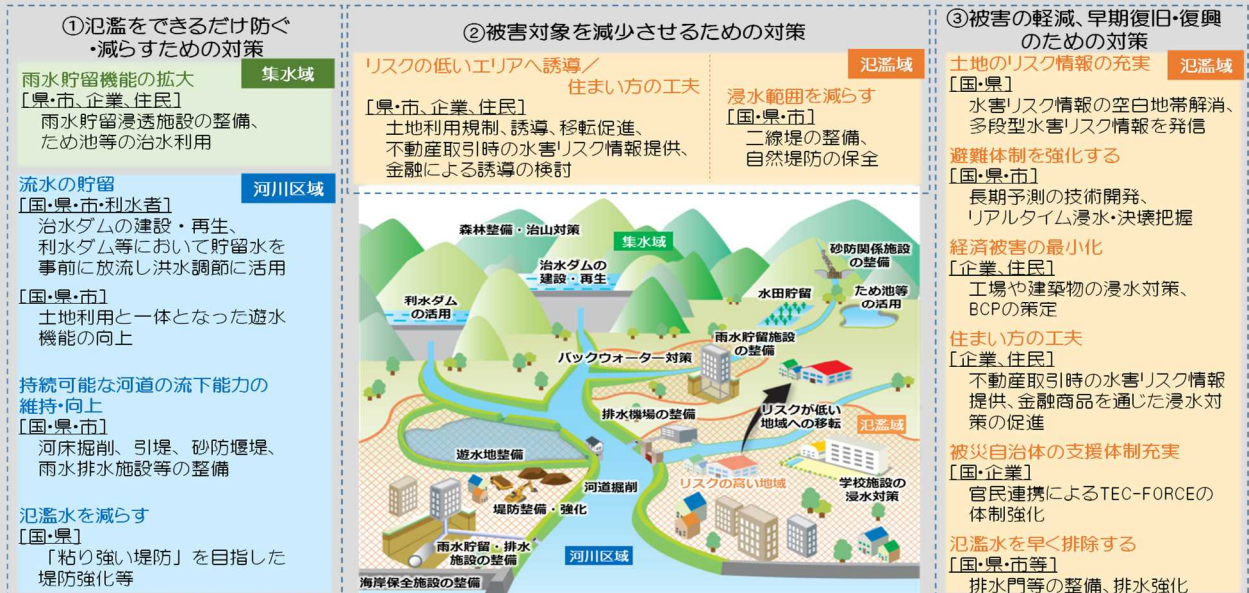 ①氾濫をできるだけ防ぐ
・減らすための対策
集水域
雨水貯留機能の拡大
[県・市、企業、住民]
雨水貯留浸透施設の整備、
ため池等の治水利用
河川区域
流水の貯留
[国・県・市・利水者]
治水ダムの建設・再生、
利水ダム等において貯留水を
事前に放流し洪水調節に活用
[国・県・市]
土地利用と一体となった遊水
機能の向上
持続可能な河道の流下能力の
維持・向上
[国・県・市]
河床掘削、引堤、砂防堰堤、
雨水排水施設等の整備
氾濫水を減らす
[国・県]
「粘り強い堤防」を目指した
堤防強化等
②被害対象を減少させるための対策
氾濫域
リスクの低いエリアへ誘導／
住まい方の工夫
[県・市、企業、住民]
土地利用規制、誘導、移転促進、
不動産取引時の水害リスク情報提供、
金融による誘導の検討
浸水範囲を減らす
[国・県・市]
二線堤の整備、
自然堤防の保全
森林整備・治山対策
集水域
治水ダムの
建設・再生
砂防関係施設
の整備
利水ダム
の活用
水田貯留
ため池等
の活用
雨水貯留施設
の整備
バックウォーター対策
排水機場の整備
リスクが低い
地域への移転
氾濫域
遊水地整備
リスクの高い地域
学校施設の
浸水対策
河道掘削
堤防整備・強化
雨水貯留・排水
施設の整備
河川区域
海岸保全施設の整備
③被害の軽減、早期復旧・復興
のための対策
氾濫域
土地のリスク情報の充実
[国・県]
水害リスク情報の空白地帯解消、
多段型水害リスク情報を発信
避難体制を強化する
[国・県・市]
長期予測の技術開発、
リアルタイム浸水・決壊把握
経済被害の最小化
[企業、住民]
工場や建築物の浸水対策、
BCPの策定
住まい方の工夫
[企業、住民]
不動産取引時の水害リスク情報
提供、金融商品を通じた浸水対
策の促進
被災自治体の支援体制充実
[国・企業]
官民連携によるTEC-FORCEの
体制強化
氾濫水を早く排除する
[国・県・市等]
排水門等の整備、排水強化